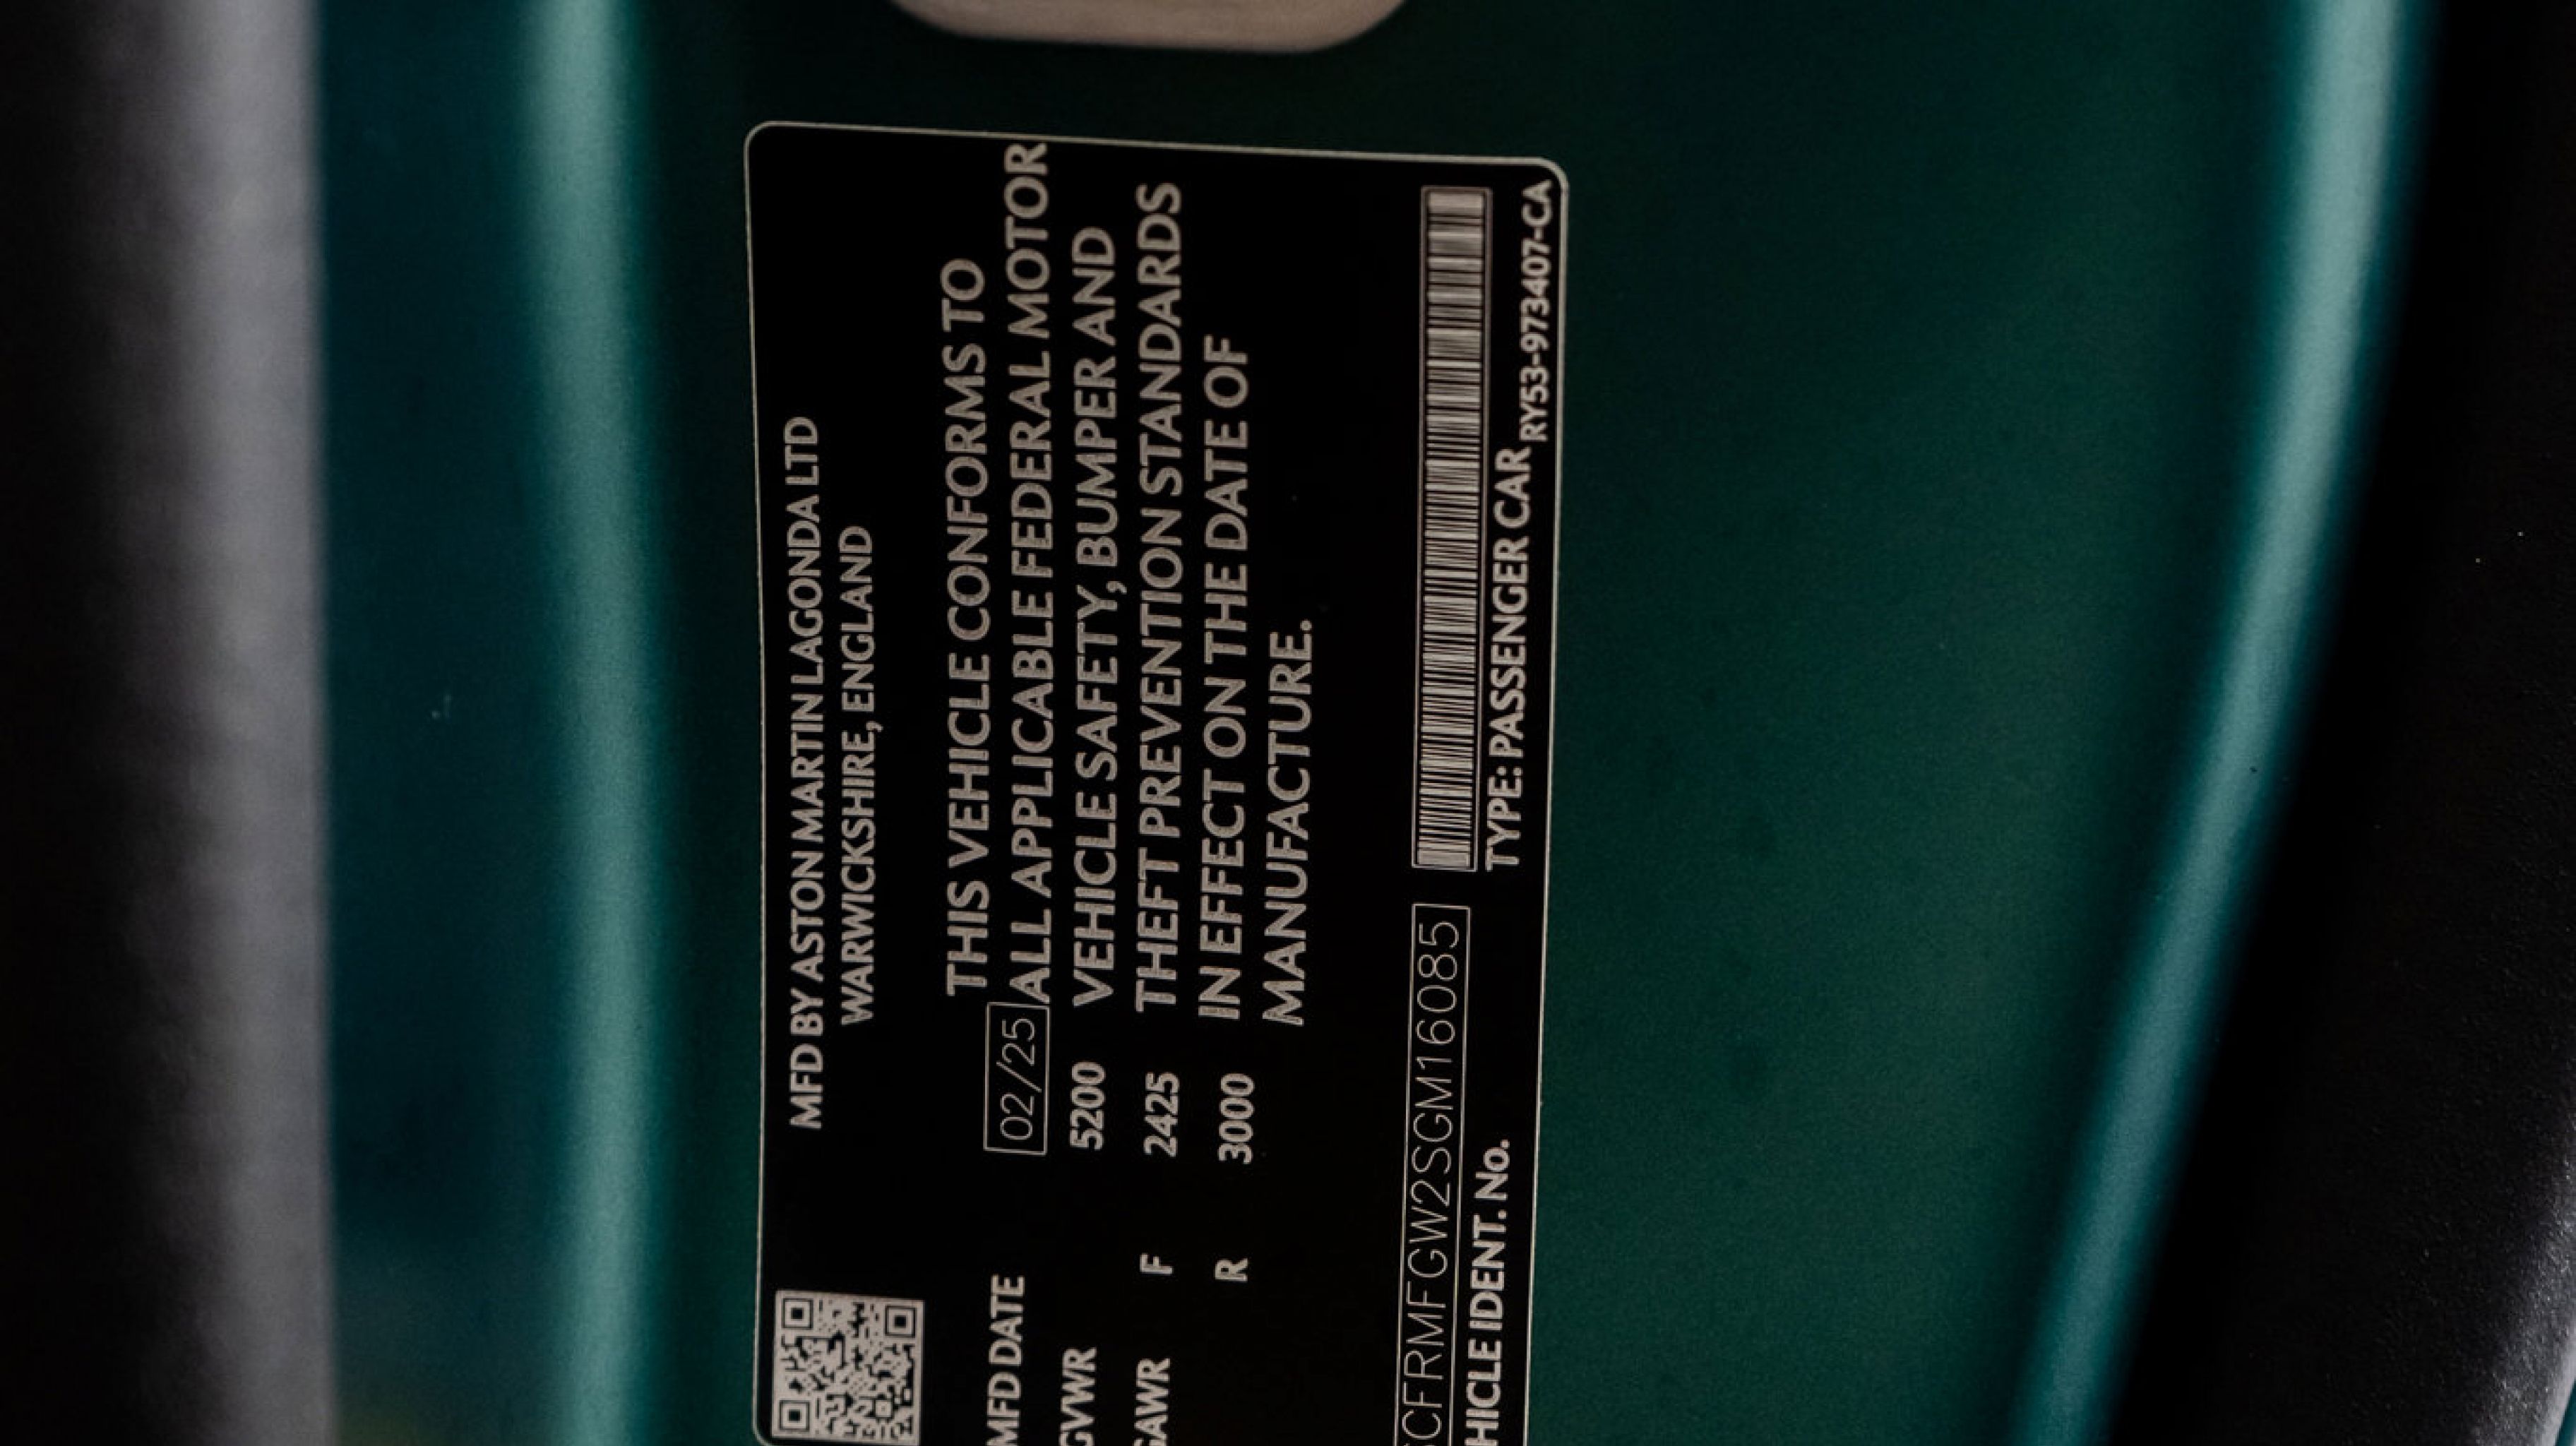 MFD BY ASTON MARTIN LAGONDA LTD
WARWICKSHIRE, ENGLAND
THIS VEHICLE CONFORMS TO
MFD DATE 02/25 ALL APPLICABLE FEDERAL MOTOR
GVWR 5200 VEHICLE SAFETY, BUMPER AND
GAWR F 2425 THEFT PREVENTION STANDARDS
R 3000 IN EFFECT ON THE DATE OF
MANUFACTURE.
SCFRMFGW2SGM16085
HICLE IDENT. No. TYPE: PASSENGER CAR
RY53-973407-CA